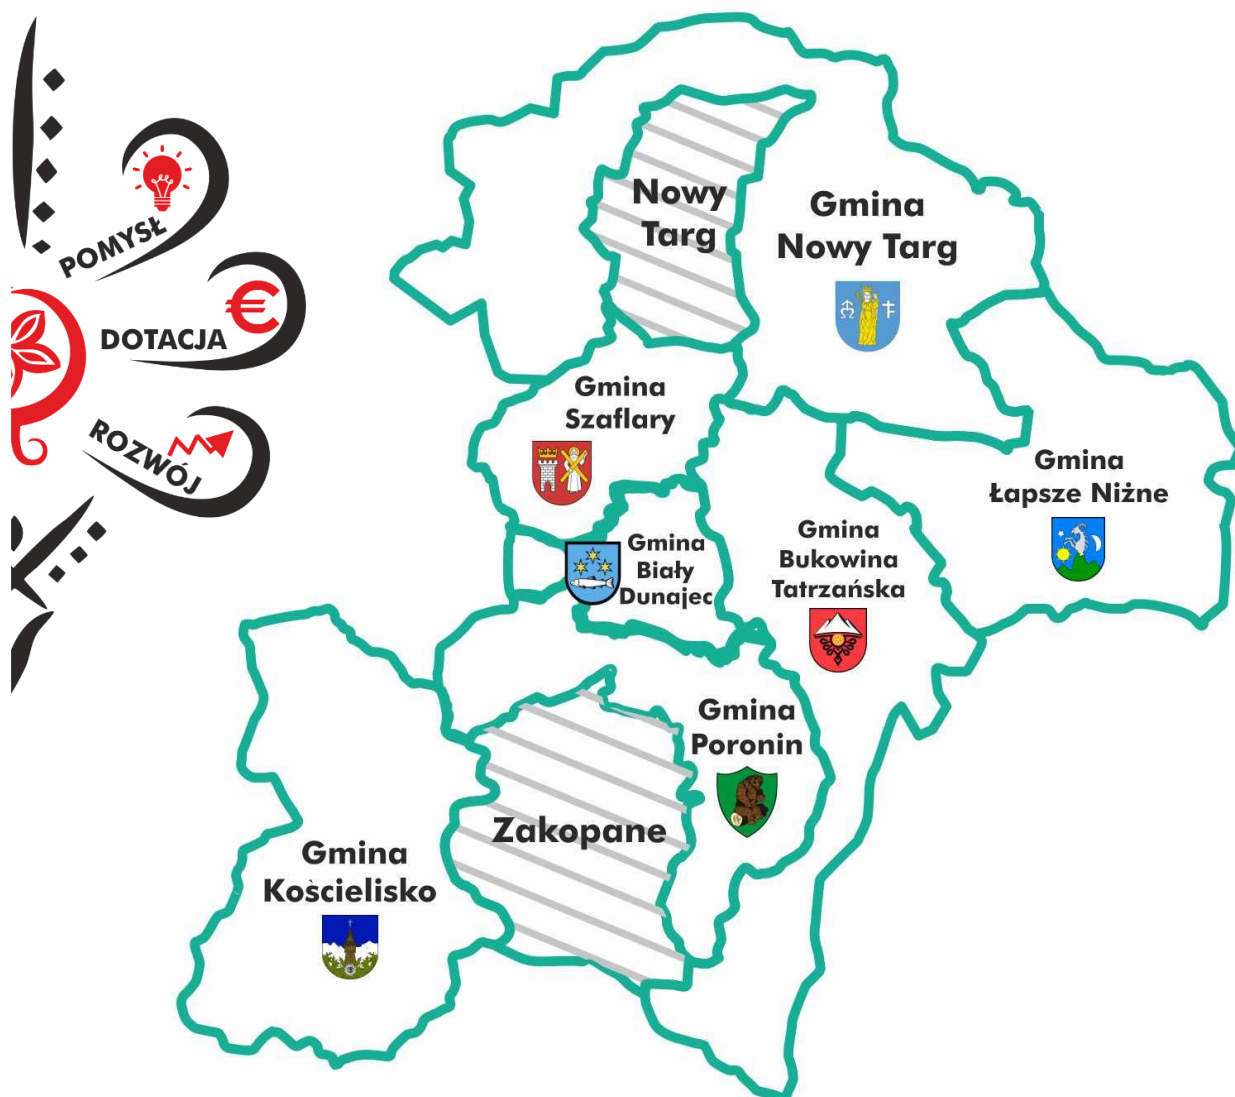 POMYSŁ
DOTACJA
€
ROZWÓJ
Nowy
Targ
Gmina
Nowy Targ
Gmina
Szaflary
Gmina
Łapsze Niżne
Gmina
Biały
Dunajec
Gmina
Bukowina
Tatrzańska
Gmina
Poronin
Zakopane
Gmina
Kościelisko